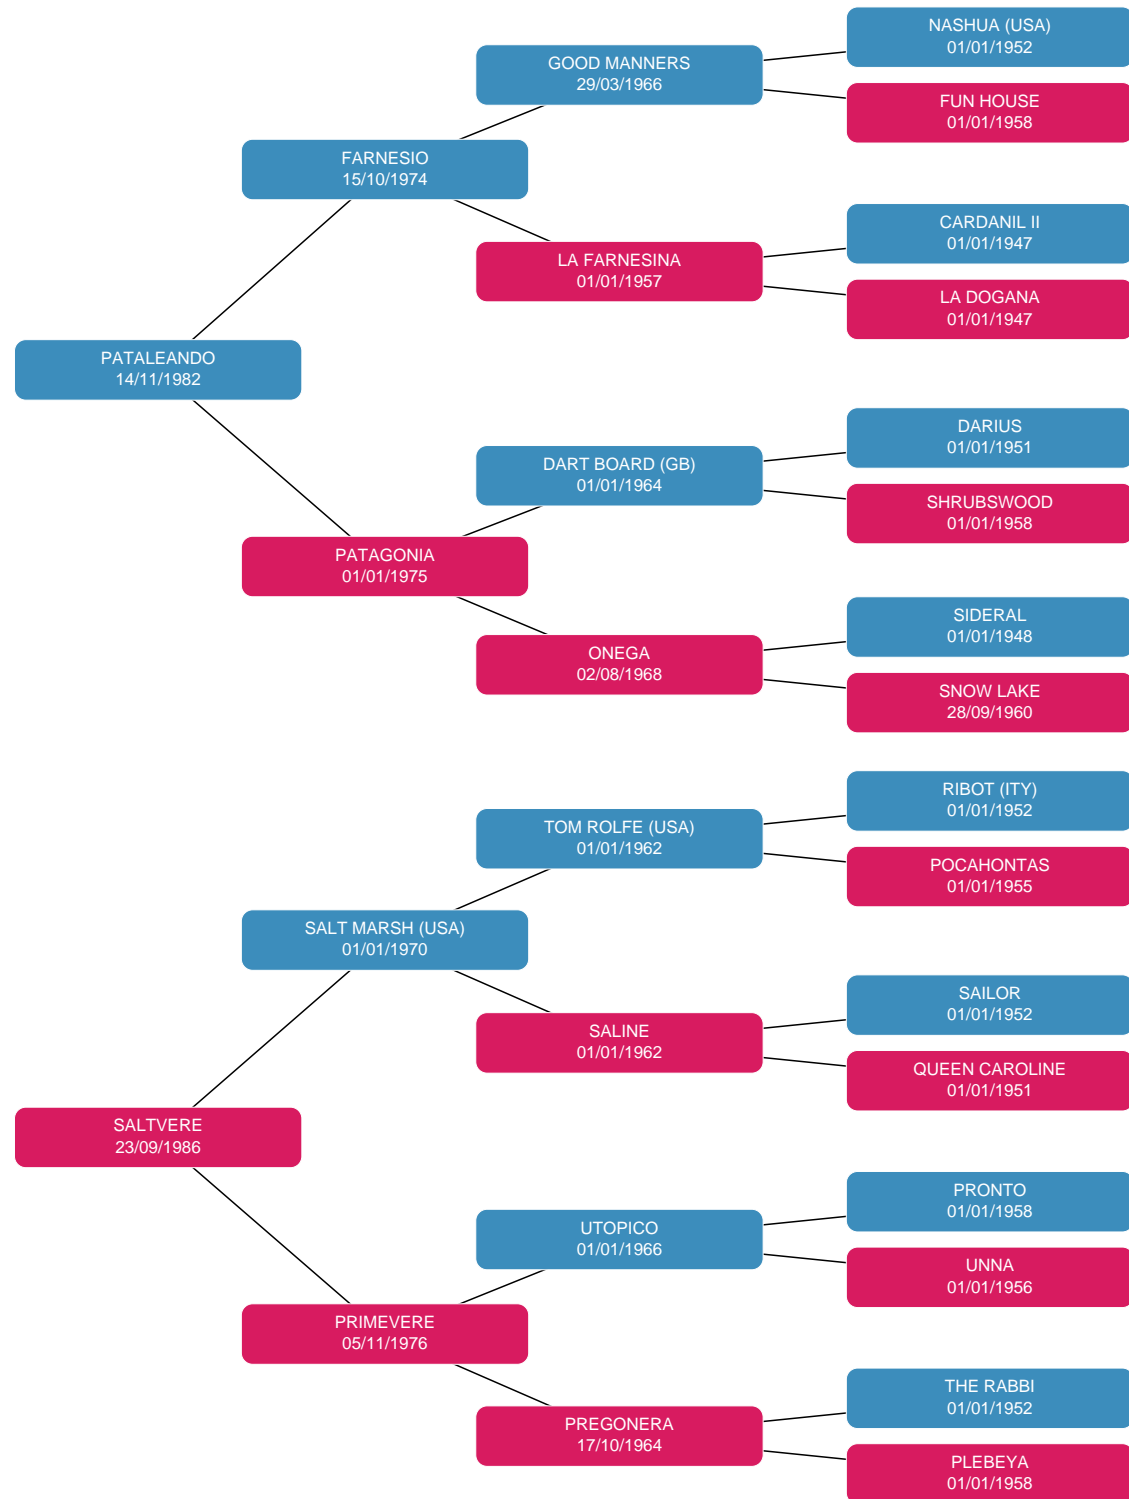 NASHUA (USA)
01/01/1952
GOOD MANNERS
29/03/1966
FUN HOUSE
01/01/1958
FARNESIO
15/10/1974
CARDANIL II
01/01/1947
LA FARNESINA
01/01/1957
LA DOGANA
01/01/1947
PATALEANDO
14/11/1982
DARIUS
01/01/1951
DART BOARD (GB)
01/01/1964
SHRUBSWOOD
01/01/1958
PATAGONIA
01/01/1975
SIDERAL
01/01/1948
ONEGA
02/08/1968
SNOW LAKE
28/09/1960
RIBOT (ITY)
01/01/1952
TOM ROLFE (USA)
01/01/1962
POCAHONTAS
01/01/1955
SALT MARSH (USA)
01/01/1970
SAILOR
01/01/1952
SALINE
01/01/1962
QUEEN CAROLINE
01/01/1951
SALTVERE
23/09/1986
PRONTO
01/01/1958
UTOPICO
01/01/1966
UNNA
01/01/1956
PRIMEVERE
05/11/1976
THE RABBI
01/01/1952
PREGONERA
17/10/1964
PLEBEYA
01/01/1958